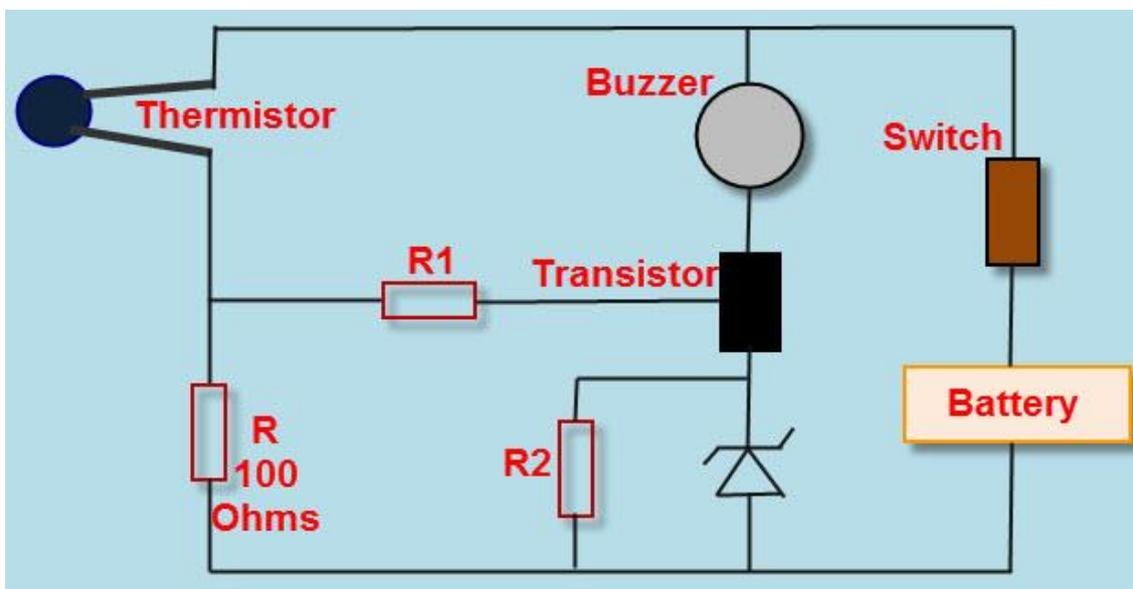 Thermistor
Buzzer
Switch
R1
Transistor
R
100
Ohms
R2
Battery